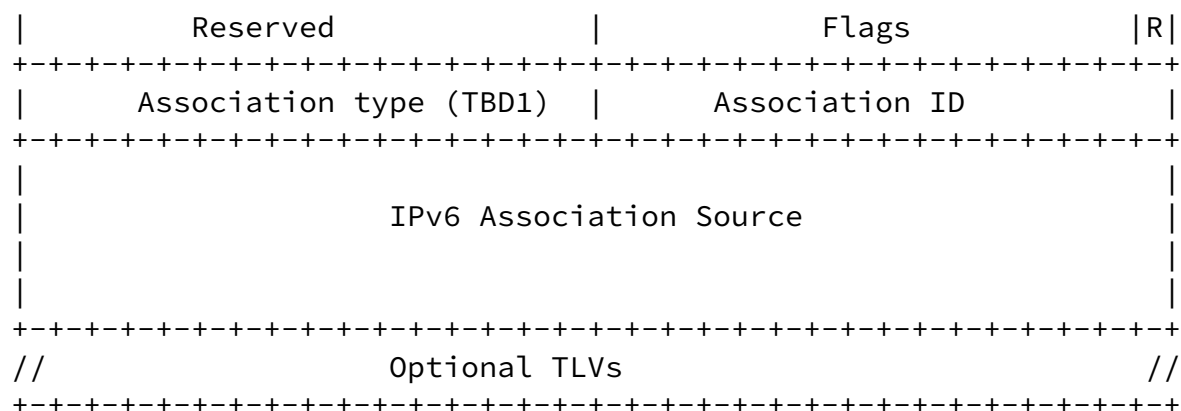 |         Reserved              |            Flags            |R|
+-+-+-+-+-+-+-+-+-+-+-+-+-+-+-+-+-+-+-+-+-+-+-+-+-+-+-+-+-+-+-+-+
|      Association type (TBD1)  |      Association ID           |
+-+-+-+-+-+-+-+-+-+-+-+-+-+-+-+-+-+-+-+-+-+-+-+-+-+-+-+-+-+-+-+-+
|                                                               |
|                    IPv6 Association Source                    |
|                                                               |
|                                                               |
+-+-+-+-+-+-+-+-+-+-+-+-+-+-+-+-+-+-+-+-+-+-+-+-+-+-+-+-+-+-+-+-+
//                   Optional TLVs                             //
+-+-+-+-+-+-+-+-+-+-+-+-+-+-+-+-+-+-+-+-+-+-+-+-+-+-+-+-+-+-+-+-+